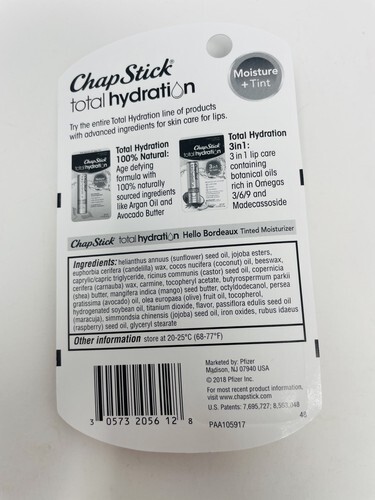 ChapStick®
total hydration
Moisture
+ Tint
Try the entire Total Hydration line of products
with advanced ingredients for skin care for lips.
Total Hydration
100% Natural:
Age defying
formula with
100% naturally
sourced ingredients
like Argan Oil and
Avocado Butter
Total Hydration
3in1:
3 in 1 lip care
containing
botanical oils
rich in Omegas
3/6/9 and
Madecassoside
ChapStick
total hydration
ChapStick
total hydration
3in1
ChapStick total hydration Hello Bordeaux Tinted Moisturizer
Ingredients: helianthus annuus (sunflower) seed oil, jojoba esters,
euphorbia cerifera (candelilla) wax, cocos nucifera (coconut) oil, beeswax,
caprylic/capric triglyceride, ricinus communis (castor) seed oil, copernicia
cerifera (carnauba) wax, carmine, tocopheryl acetate, butyrospermum parkii
(shea) butter, mangifera indica (mango) seed butter, octyldodecanol, persea
gratissima (avocado) oil, olea europaea (olive) fruit oil, tocopherol,
hydrogenated soybean oil, titanium dioxide, flavor, passiflora edulis seed oil
(maracuja), simmondsia chinensis (jojoba) seed oil, iron oxides, rubus idaeus
(raspberry) seed oil, glyceryl stearate
Other information store at 20-25°C (68-77°F)
Marketed by: Pfizer
Madison, NJ 07940 USA
© 2018 Pfizer Inc.
For most recent product information,
visit www.chapstick.com
U.S. Patents: 7,695,727; 8,557,048
PAA105917
3 0573 2056 12 8